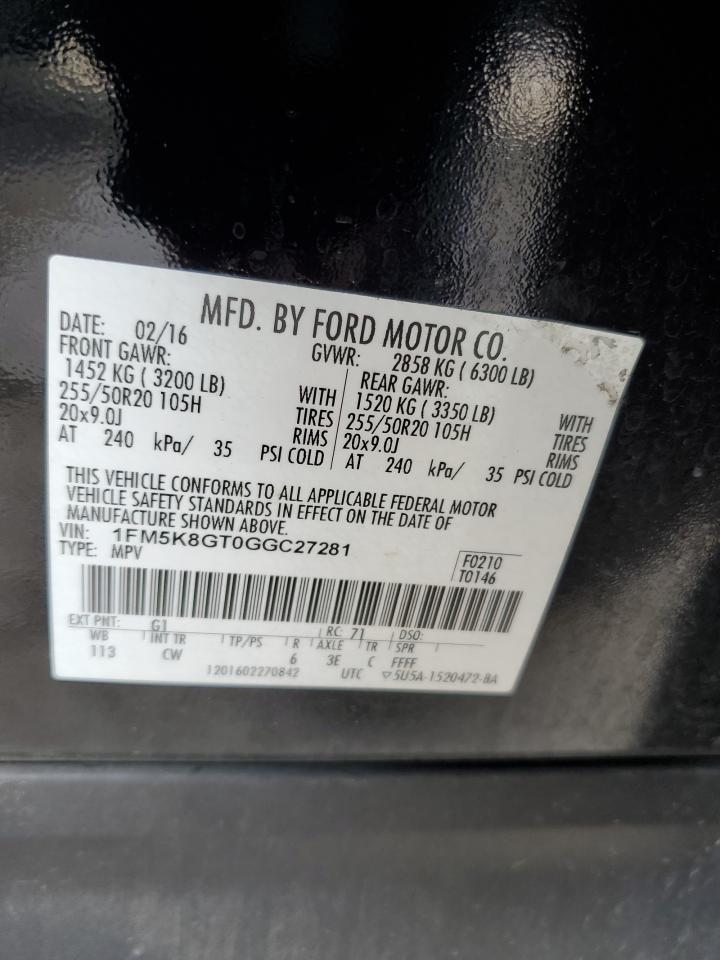 MFD. BY FORD MOTOR CO.
DATE: 02/16 GVWR: 2858 KG ( 6300 LB)
FRONT GAWR:
1452 KG ( 3200 LB) WITH
255/50R20 105H TIRES
20x9.0J RIMS
AT 240 kPa/ 35 PSI COLD
REAR GAWR:
1520 KG ( 3350 LB) WITH
255/50R20 105H TIRES
20x9.0J RIMS
AT 240 kPa/ 35 PSI COLD
THIS VEHICLE CONFORMS TO ALL APPLICABLE FEDERAL MOTOR
VEHICLE SAFETY STANDARDS IN EFFECT ON THE DATE OF
MANUFACTURE SHOWN ABOVE.
VIN: 1FM5K8GT0GGC27281
TYPE: MPV
F0210
T0146
EXT PNT: G1 RC: 71 DSO:
WB INT TR TP/PS R AXLE TR SPR
113 CW 6 3E C FFFF
1201602270842 UTC ▽5U5A-1520472-BA